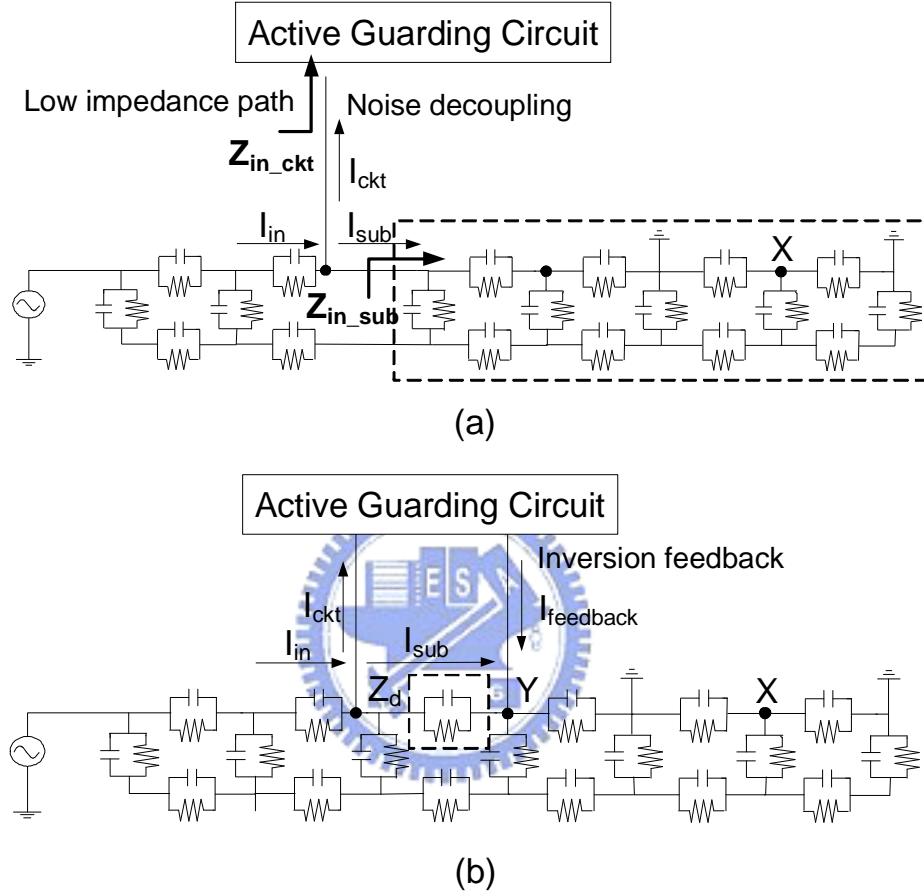 Active Guarding Circuit
Low impedance path
Noise decoupling
Z_in_ckt
I_ckt
I_in
I_sub
X
Z_in_sub
(a)
Active Guarding Circuit
Inversion feedback
E S
I_ckt
I_feedback
I_in
I_sub
Z_d
Y
X
(b)